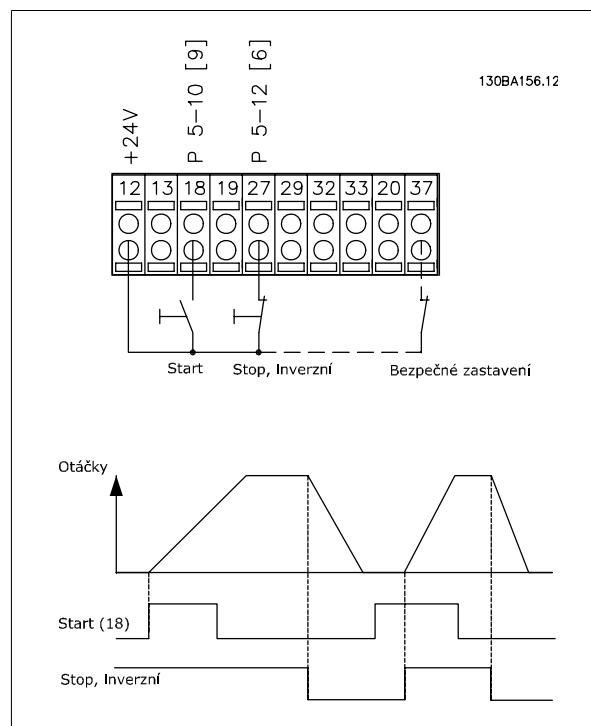 +24V
P 5-10 [9]
P 5-12 [6]
130BA156.12
12 13 18 19 27 29 32 33 20 37
Start
Stop, Inverzní
Bezpečné zastavení
Otáčky
Start (18)
Stop, Inverzní